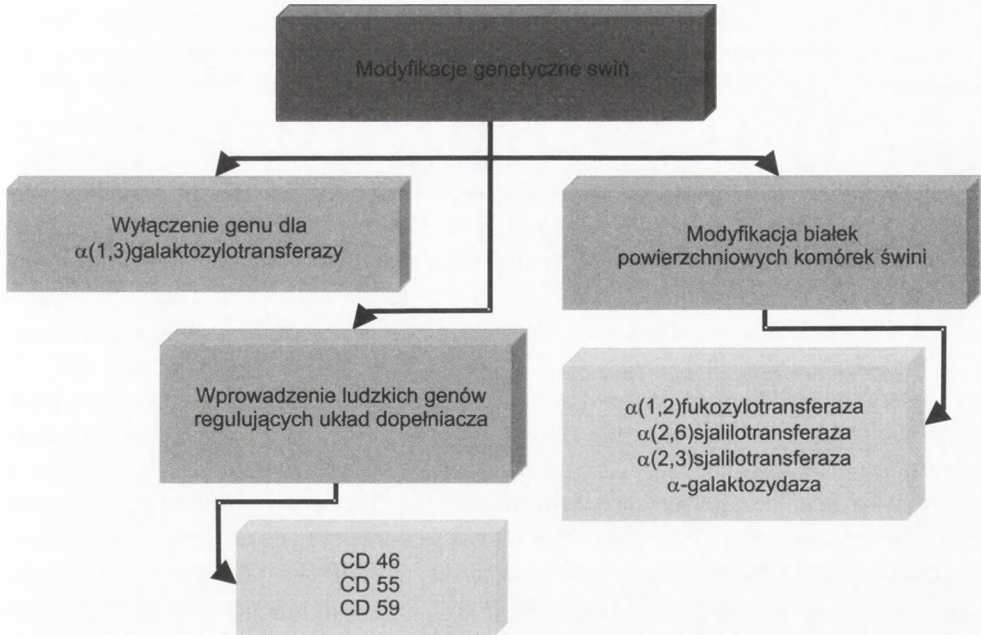 Modyfikacje genetyczne swiń
Wyłączenie genu dla
α(1,3)galaktozylotransferazy
Modyfikacja białek
powierzchniowych komórek świni
Wprowadzenie ludzkich genów
regulujących układ dopełniacza
α(1,2)fukozylotransferaza
α(2,6)sjalilotransferaza
α(2,3)sjalilotransferaza
α-galaktozydaza
CD 46
CD 55
CD 59